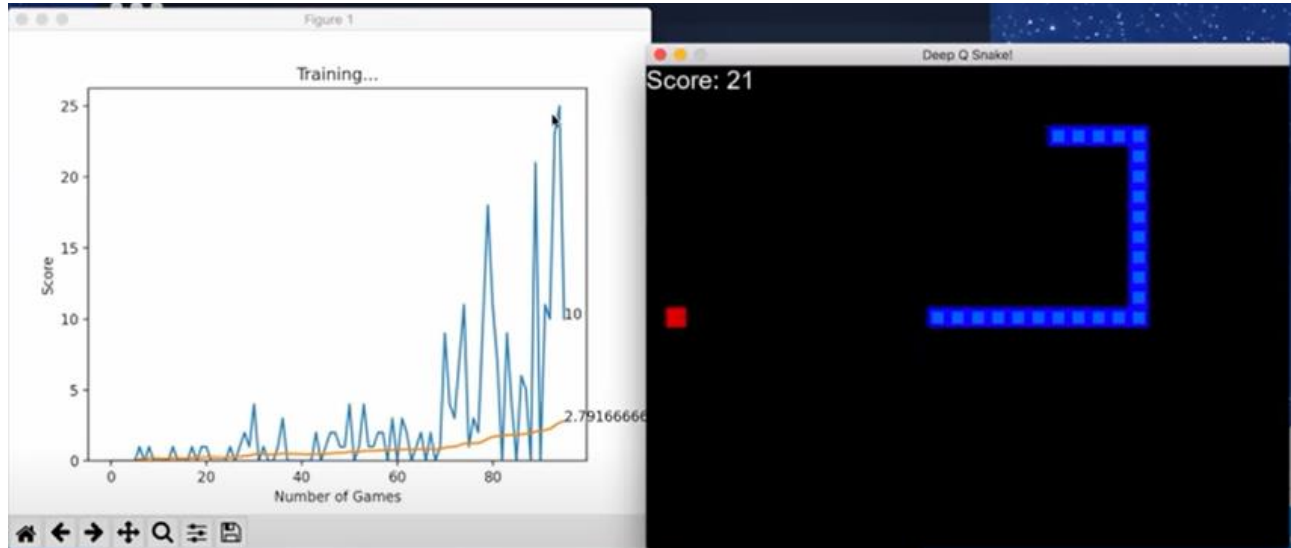 Figure 1
Training...
25
20
15
10
5
0
Score
0 20 40 60 80
Number of Games
10
2.79166666
Deep Q Snake!
Score: 21